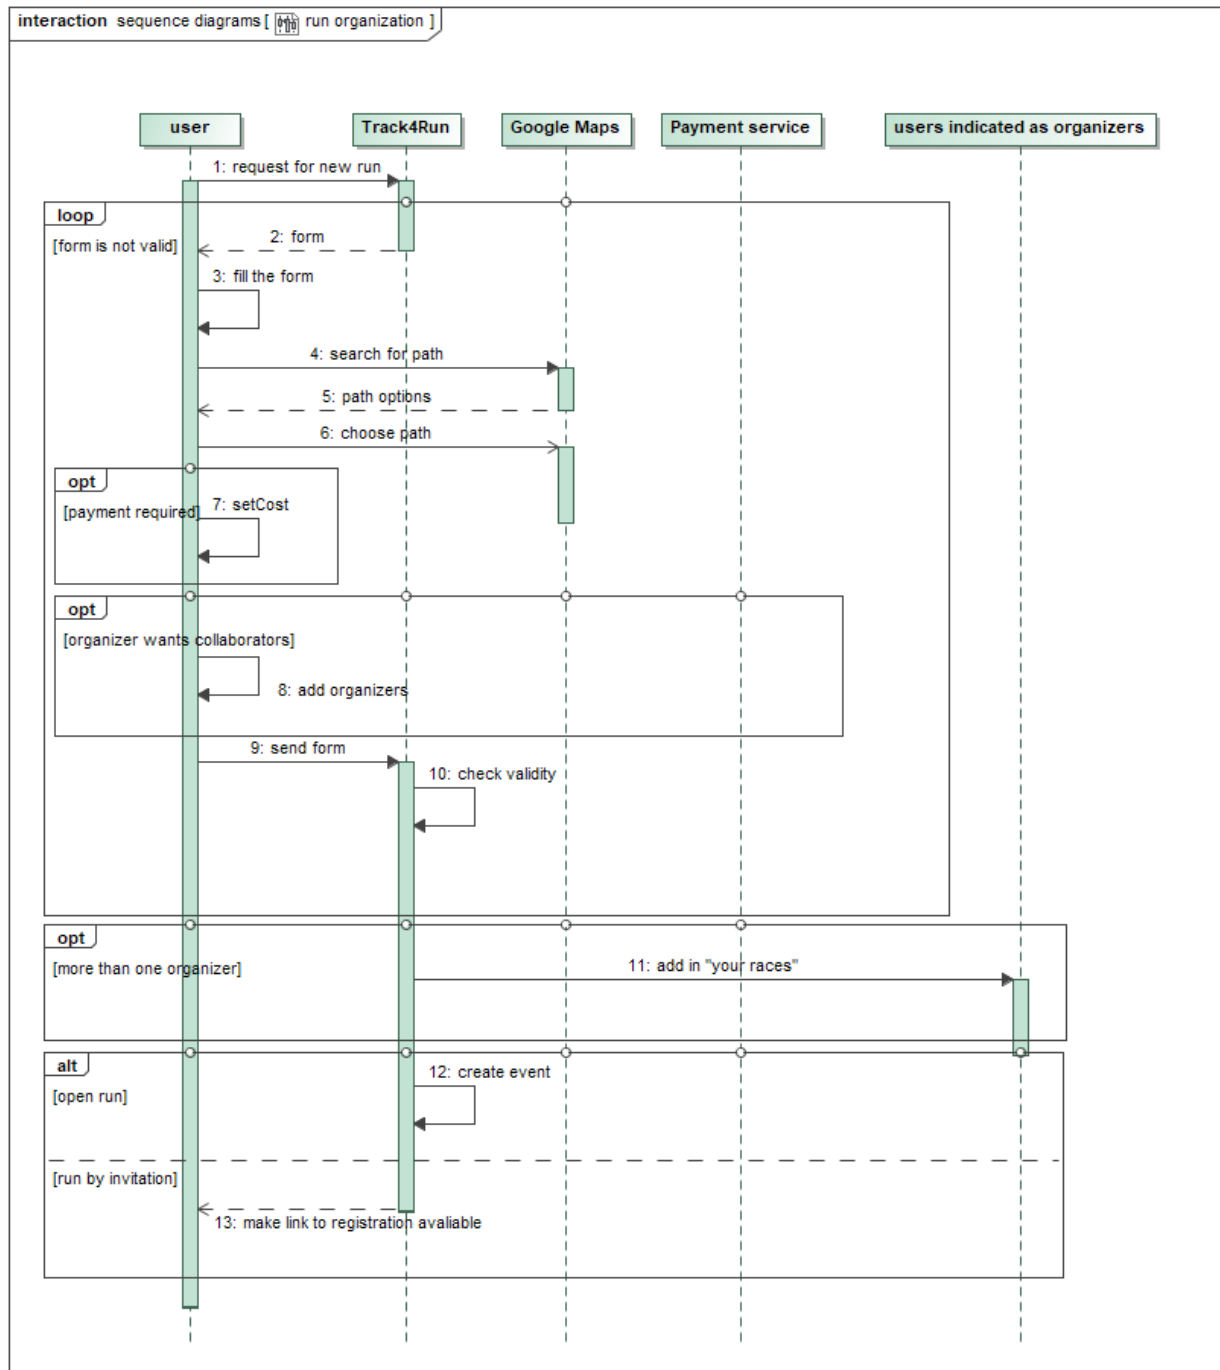 interaction sequence diagrams [ run organization ]
user
Track4Run
Google Maps
Payment service
users indicated as organizers
1: request for new run
loop
[form is not valid]
2: form
3: fill the form
4: search for path
5: path options
6: choose path
opt
[payment required]
7: setCost
opt
[organizer wants collaborators]
8: add organizers
9: send form
10: check validity
opt
[more than one organizer]
11: add in "your races"
alt
12: create event
[open run]
[run by invitation]
13: make link to registration avaliable